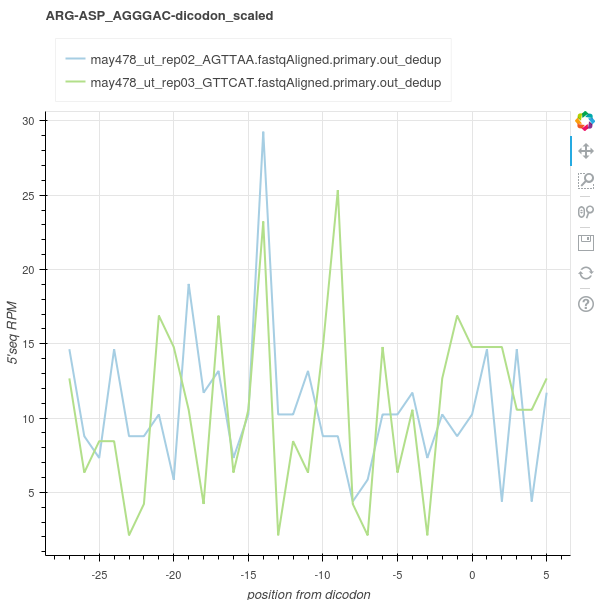 ARG-ASP_AGGGAC-dicodon_scaled
may478_ut_rep02_AGTTAA.fastqAligned.primary.out_dedup
may478_ut_rep03_GTTCAT.fastqAligned.primary.out_dedup
30
25
20
15
10
5
5'seq RPM
-25
-20
-15
-10
-5
0
5
position from dicodon